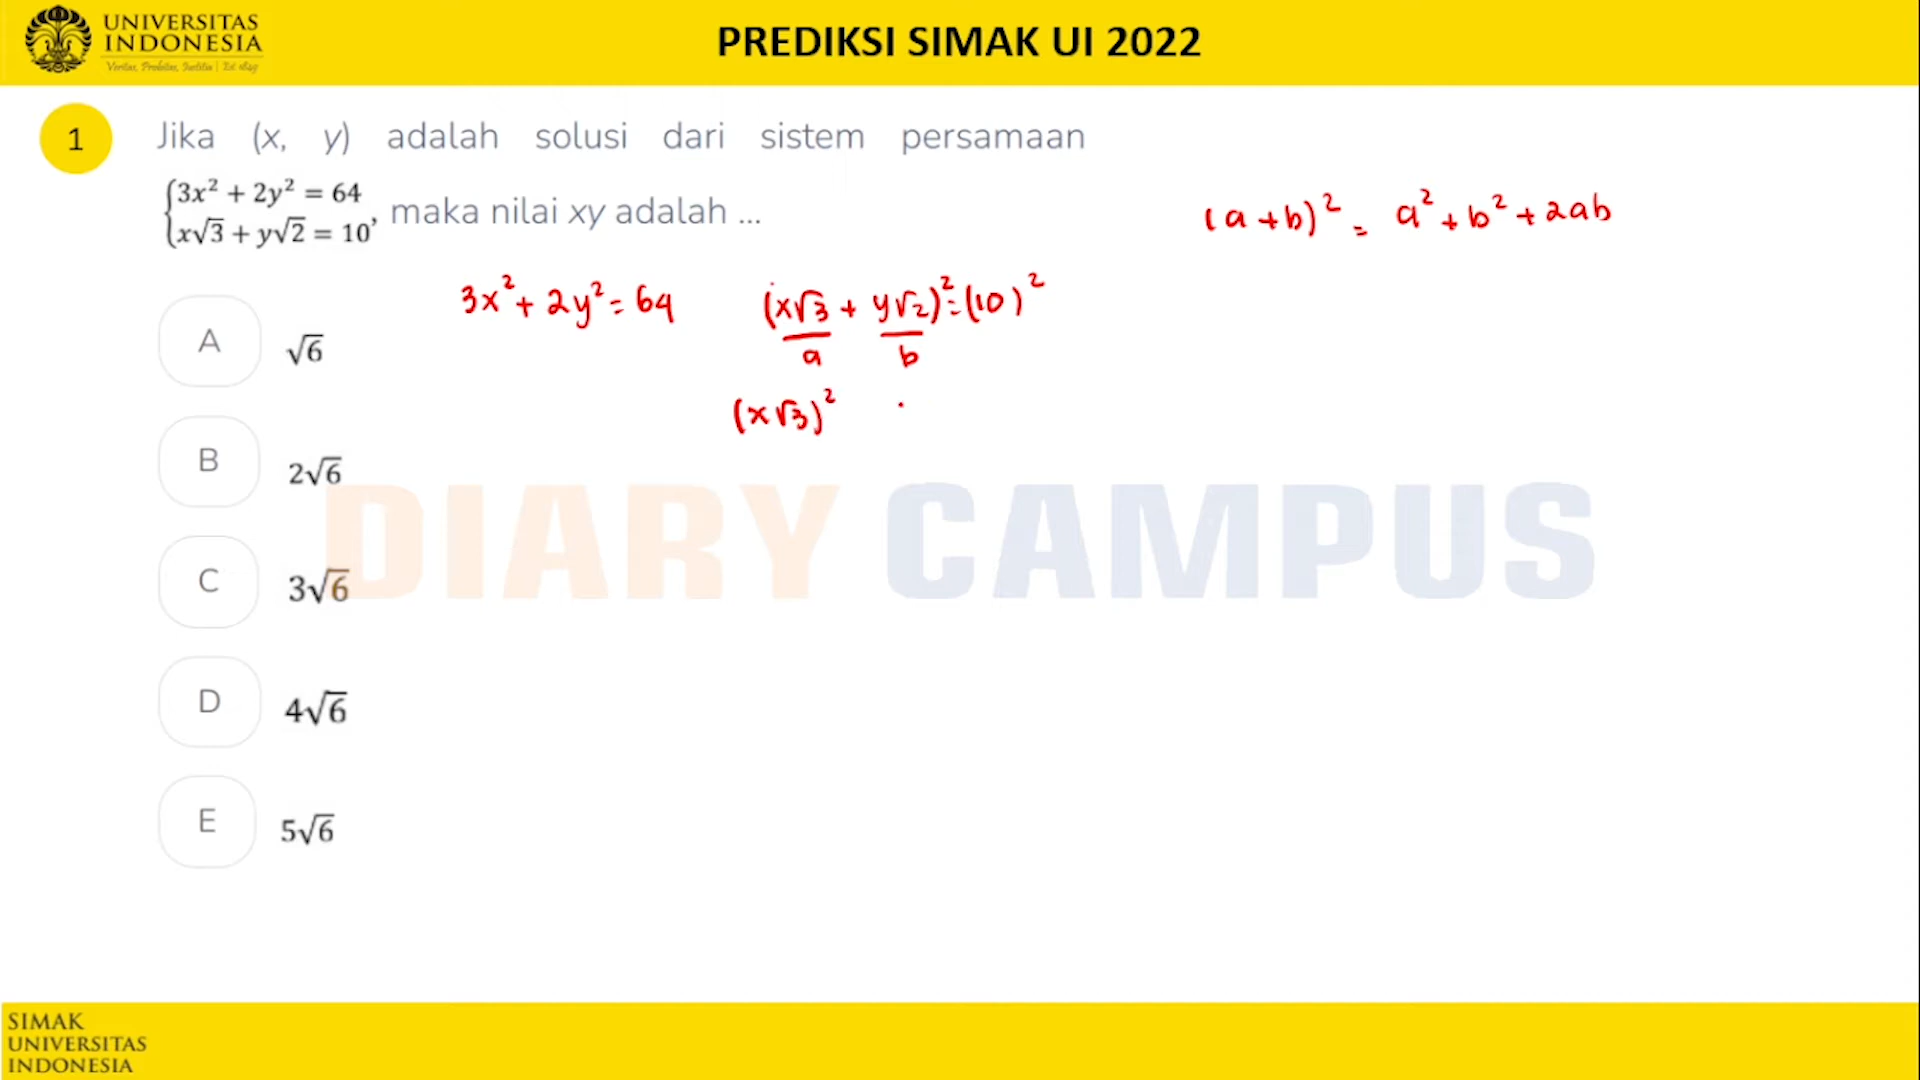 UNIVERSITAS
INDONESIA
Veritas, Probitas, Iustitia | Est 1849
PREDIKSI SIMAK UI 2022
1
Jika (x, y) adalah solusi dari sistem persamaan
{3x² + 2y² = 64
x√3 + y√2 = 10, maka nilai xy adalah ...
(a+b)² = a² + b² + 2ab
3x² + 2y² = 64
(x√3 + y√2)² = (10)²
a b
(x√3)²
A √6
B 2√6
C 3√6
D 4√6
E 5√6
DIARY CAMPUS
SIMAK
UNIVERSITAS
INDONESIA